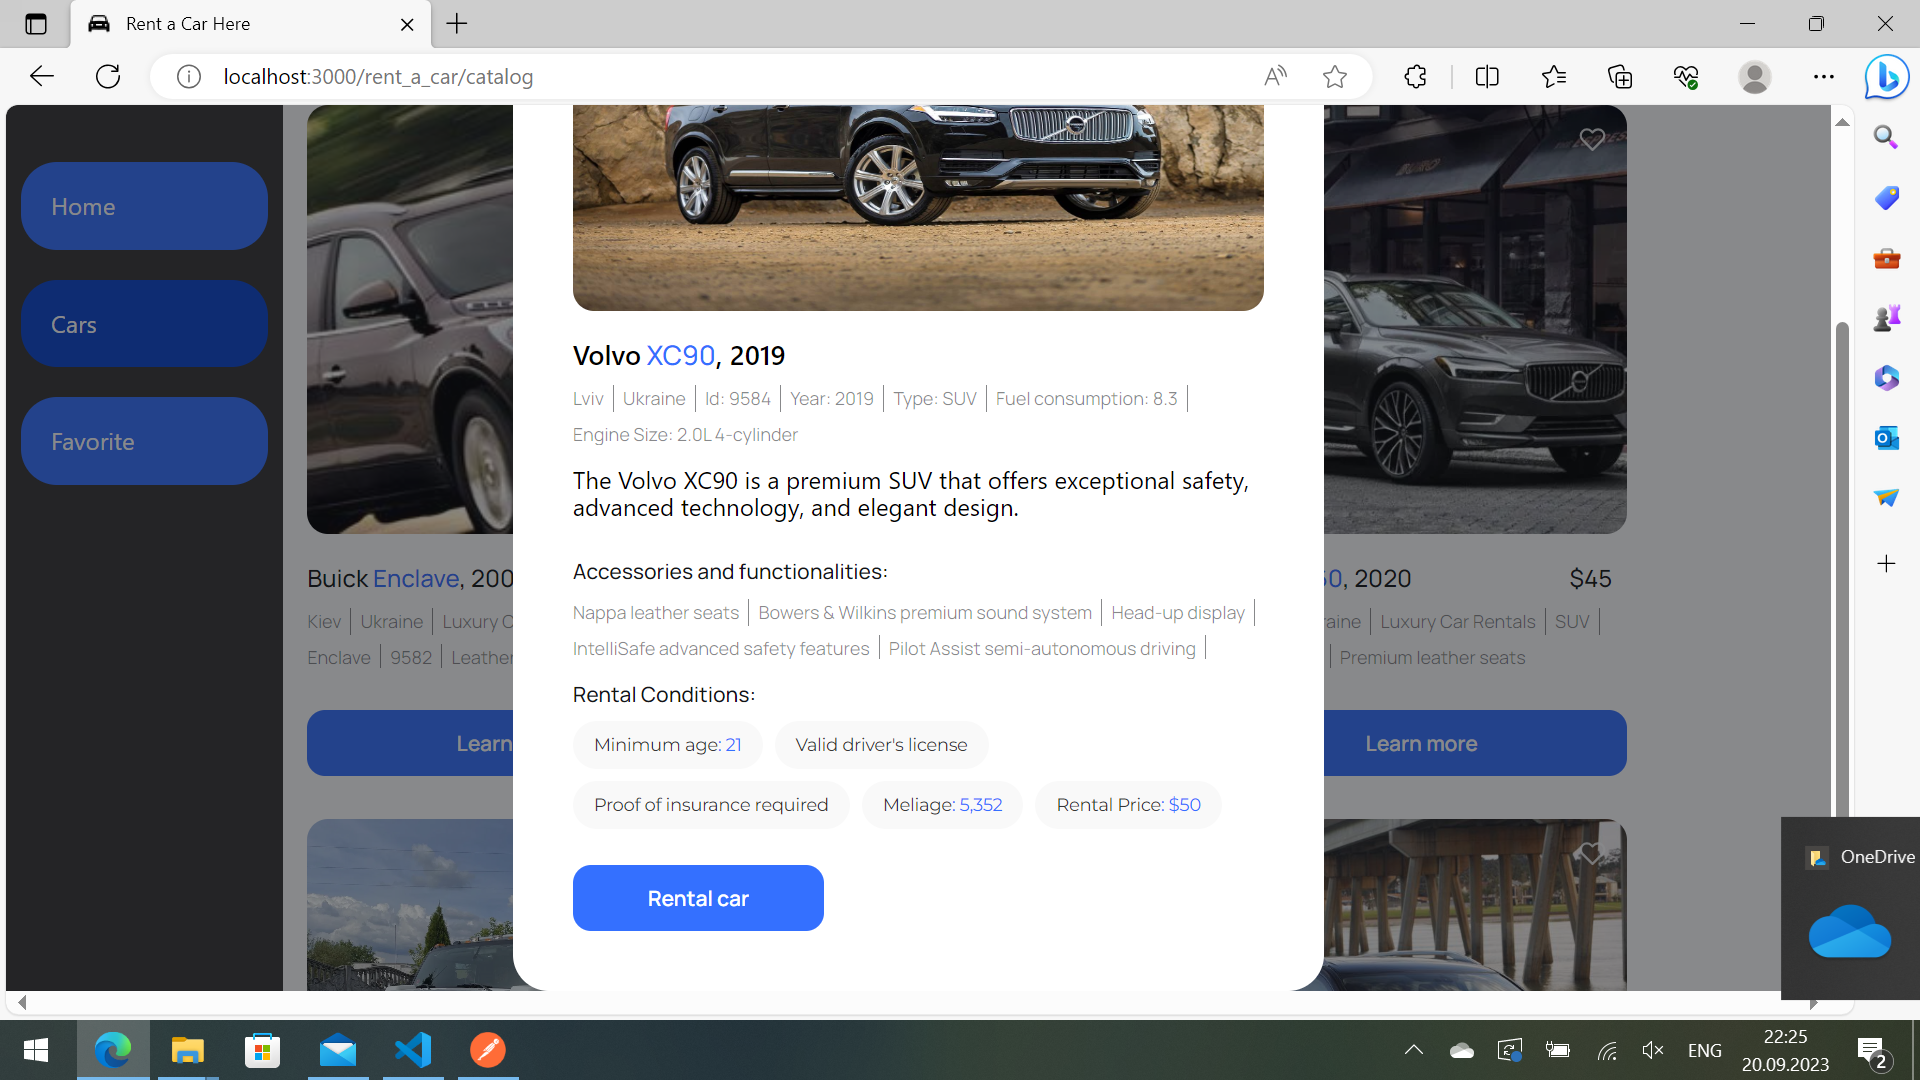 Rent a Car Here
localhost:3000/rent_a_car/catalog
Home
Cars
Favorite
Volvo XC90, 2019
Lviv Ukraine Id: 9584 Year: 2019 Type: SUV Fuel consumption: 8.3
Engine Size: 2.0L 4-cylinder
The Volvo XC90 is a premium SUV that offers exceptional safety,
advanced technology, and elegant design.
Accessories and functionalities:
Nappa leather seats Bowers & Wilkins premium sound system Head-up display
IntelliSafe advanced safety features Pilot Assist semi-autonomous driving
Rental Conditions:
Minimum age: 21 Valid driver's license
Proof of insurance required Meliage: 5,352 Rental Price: $50
Rental car
Buick Enclave, 200
Kiev Ukraine Luxury C
Enclave 9582 Leather
Learn
0, 2020 $45
raine Luxury Car Rentals SUV
Premium leather seats
Learn more
OneDrive
ENG
22:25
20.09.2023
2